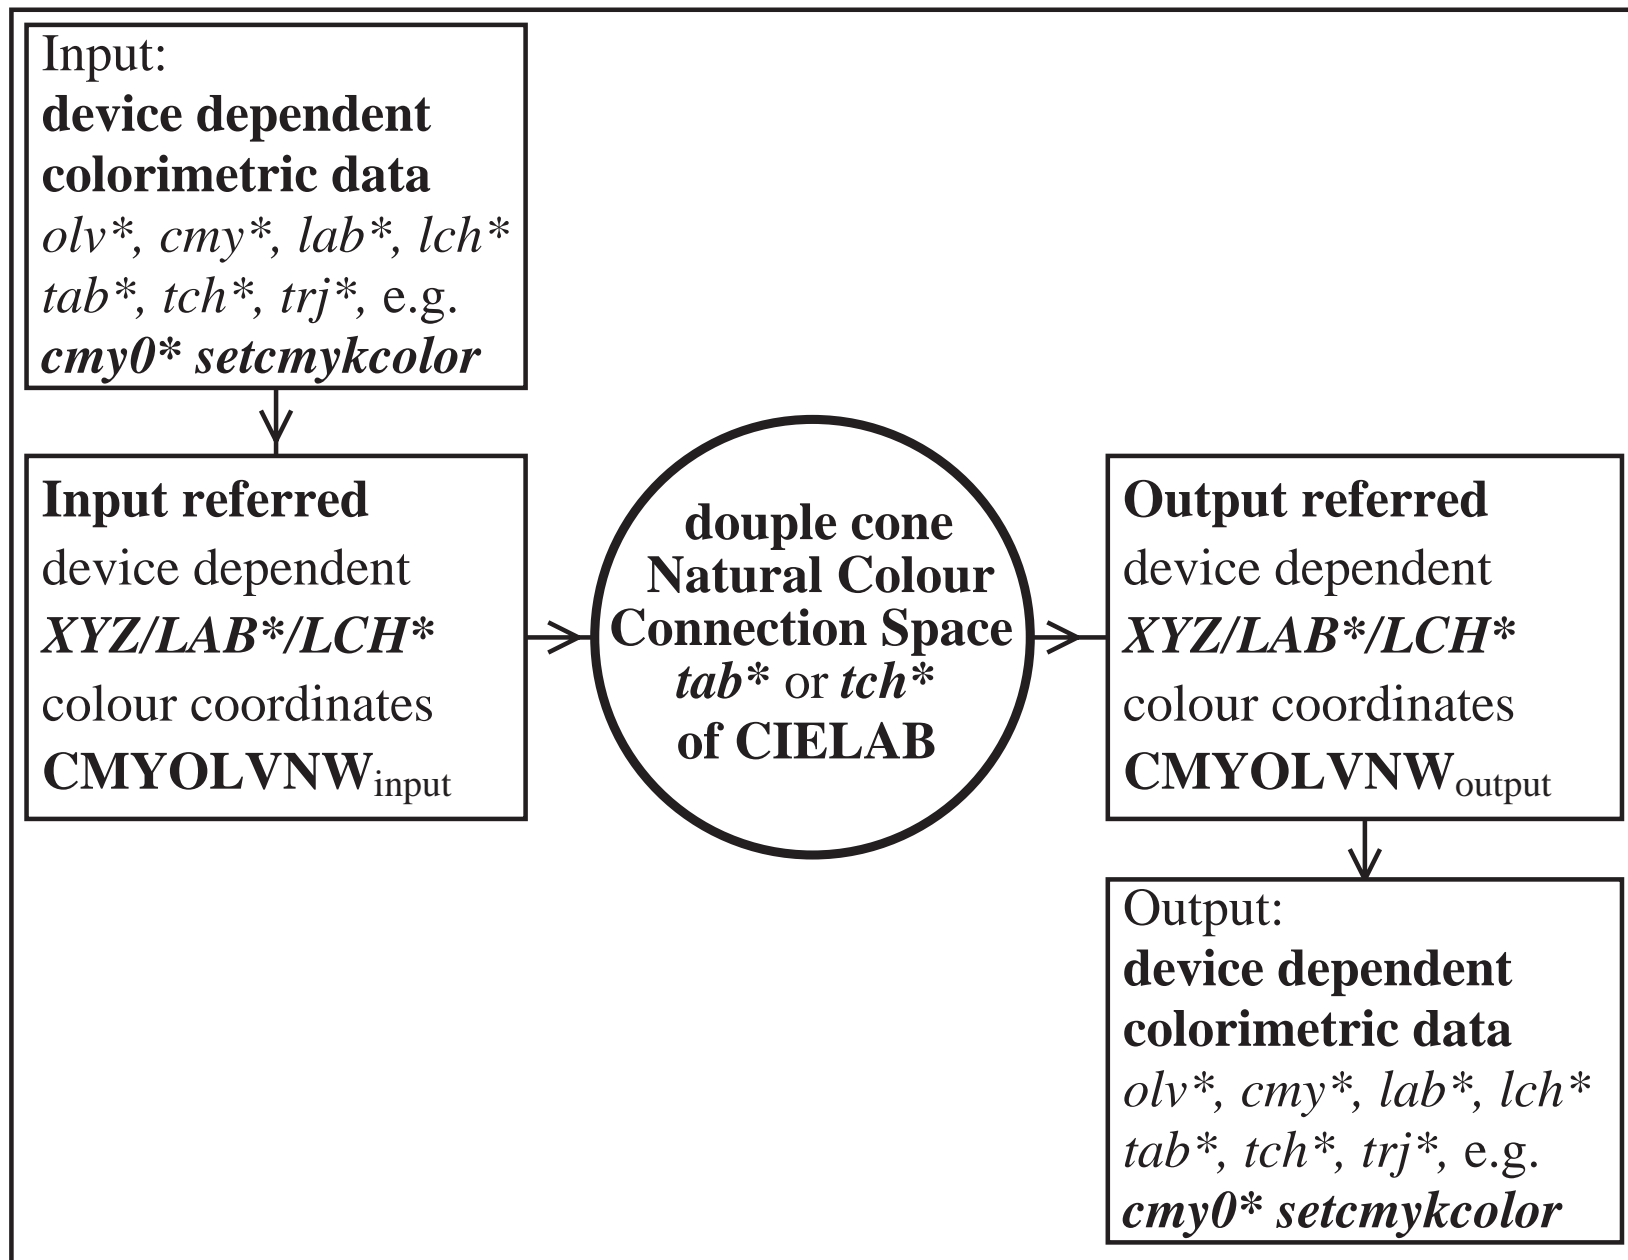 Input:
device dependent
colorimetric data
olv*, cmy*, lab*, lch*
tab*, tch*, trj*, e.g.
cmy0* setcmykcolor
Input referred
device dependent
XYZ/LAB*/LCH*
colour coordinates
CMYOLVNWinput
douple cone
Natural Colour
Connection Space
tab* or tch*
of CIELAB
Output referred
device dependent
XYZ/LAB*/LCH*
colour coordinates
CMYOLVNWoutput
Output:
device dependent
colorimetric data
olv*, cmy*, lab*, lch*
tab*, tch*, trj*, e.g.
cmy0* setcmykcolor